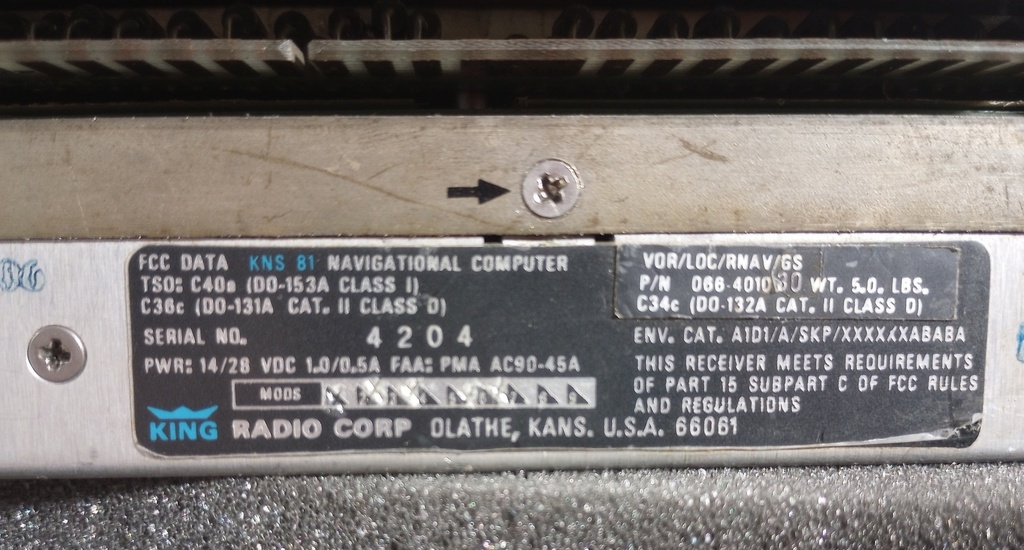 FCC DATA KNS 81 NAVIGATIONAL COMPUTER
TSO: C40a (DO-153A CLASS I)
C36c (DO-131A CAT. II CLASS D)
SERIAL NO. 4204
PWR: 14/28 VDC 1.0/0.5A FAA: PMA AC90-45A
MODS
KING RADIO CORP OLATHE, KANS. U.S.A. 66061
VOR/LOC/RNAV/GS
P/N 066-4010 WT. 5.0. LBS.
C34c (DO-132A CAT. II CLASS D)
ENV. CAT. A1D1/A/SKP/XXXXXXABABA
THIS RECEIVER MEETS REQUIREMENTS
OF PART 15 SUBPART C OF FCC RULES
AND REGULATIONS